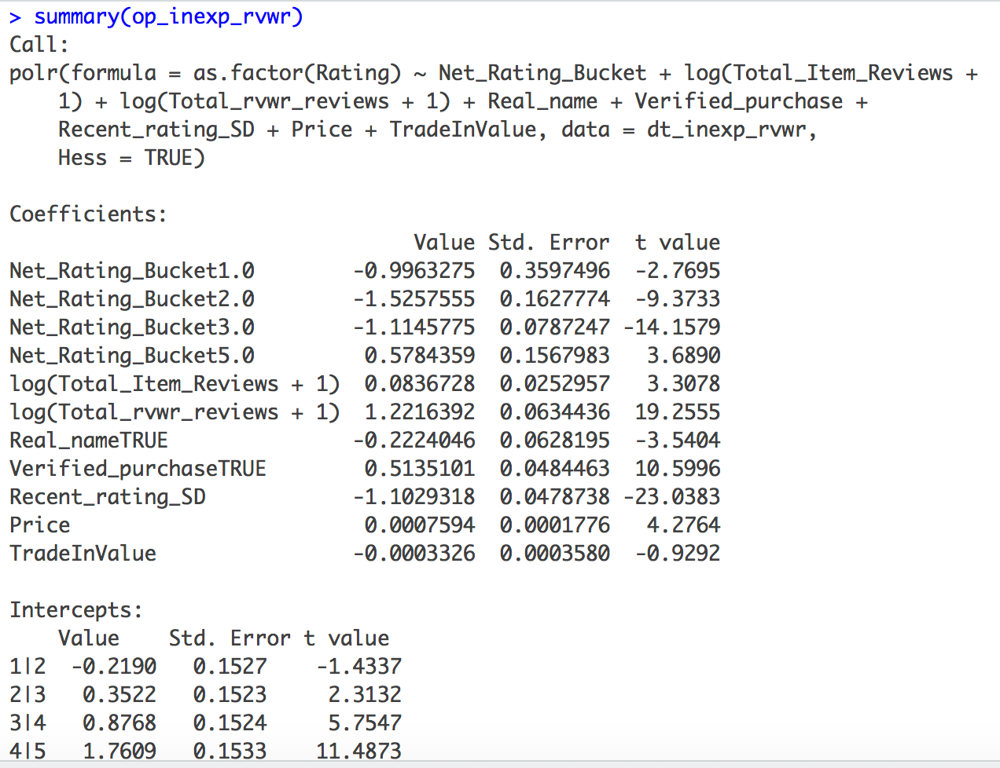 > summary(op_inexp_rvwr)
Call:
polr(formula = as.factor(Rating) ~ Net_Rating_Bucket + log(Total_Item_Reviews +
    1) + log(Total_rvwr_reviews + 1) + Real_name + Verified_purchase +
    Recent_rating_SD + Price + TradeInValue, data = dt_inexp_rvwr,
    Hess = TRUE)

Coefficients:
                                 Value Std. Error  t value
Net_Rating_Bucket1.0        -0.9963275  0.3597496  -2.7695
Net_Rating_Bucket2.0        -1.5257555  0.1627774  -9.3733
Net_Rating_Bucket3.0        -1.1145775  0.0787247 -14.1579
Net_Rating_Bucket5.0         0.5784359  0.1567983   3.6890
log(Total_Item_Reviews + 1)  0.0836728  0.0252957   3.3078
log(Total_rvwr_reviews + 1)  1.2216392  0.0634436  19.2555
Real_nameTRUE               -0.2224046  0.0628195  -3.5404
Verified_purchaseTRUE        0.5135101  0.0484463  10.5996
Recent_rating_SD            -1.1029318  0.0478738 -23.0383
Price                        0.0007594  0.0001776   4.2764
TradeInValue                -0.0003326  0.0003580  -0.9292

Intercepts:
    Value    Std. Error t value
1|2  -0.2190   0.1527    -1.4337
2|3   0.3522   0.1523     2.3132
3|4   0.8768   0.1524     5.7547
4|5   1.7609   0.1533    11.4873